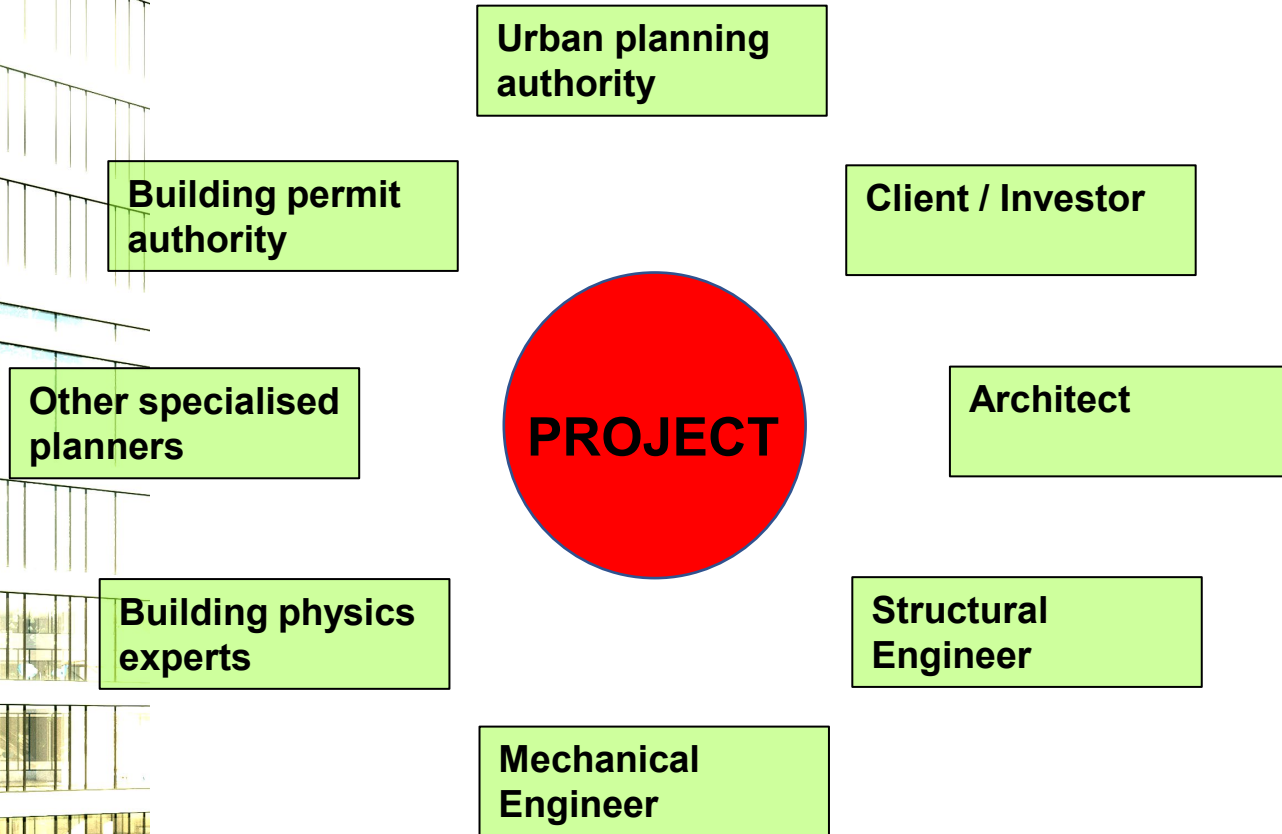 Urban planning
authority
Building permit
authority
Client / Investor
Other specialised
planners
PROJECT
Architect
Building physics
experts
Structural
Engineer
Mechanical
Engineer